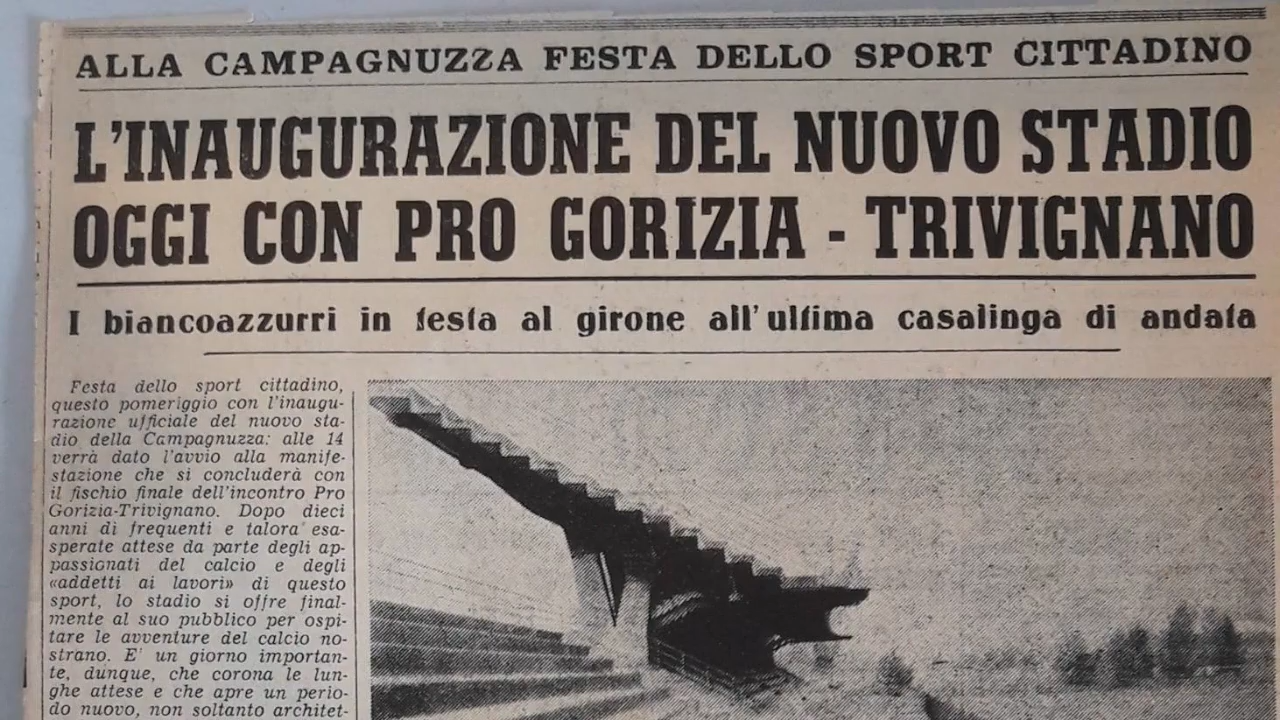 ALLA CAMPAGNUZZA FESTA DELLO SPORT CITTADINO
L'INAUGURAZIONE DEL NUOVO STADIO
OGGI CON PRO GORIZIA - TRIVIGNANO
I biancoazzurri in festa al girone all'ultima casalinga di andata
Festa dello sport cittadino,
questo pomeriggio con l'inaugu-
razione ufficiale del nuovo sta-
dio della Campagnuzza: alle 14
verrà dato l'avvio alla manife-
stazione che si concluderà con
il fischio finale dell'incontro Pro
Gorizia-Trivignano. Dopo dieci
anni di frequenti e talora esa-
sperate attese da parte degli ap-
passionati del calcio e degli
«addetti ai lavori» di questo
sport, lo stadio si offre final-
mente al suo pubblico per ospi-
tare le avventure del calcio no-
strano. E' un giorno importan-
te, dunque, che corona le lun-
ghe attese e che apre un perio-
do nuovo, non soltanto architet-